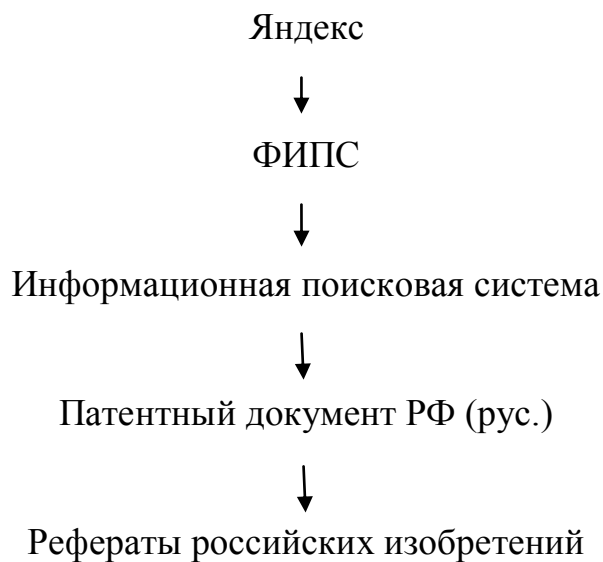 Яндекс
ФИПС
Информационная поисковая система
Патентный документ РФ (рус.)
Рефераты российских изобретений